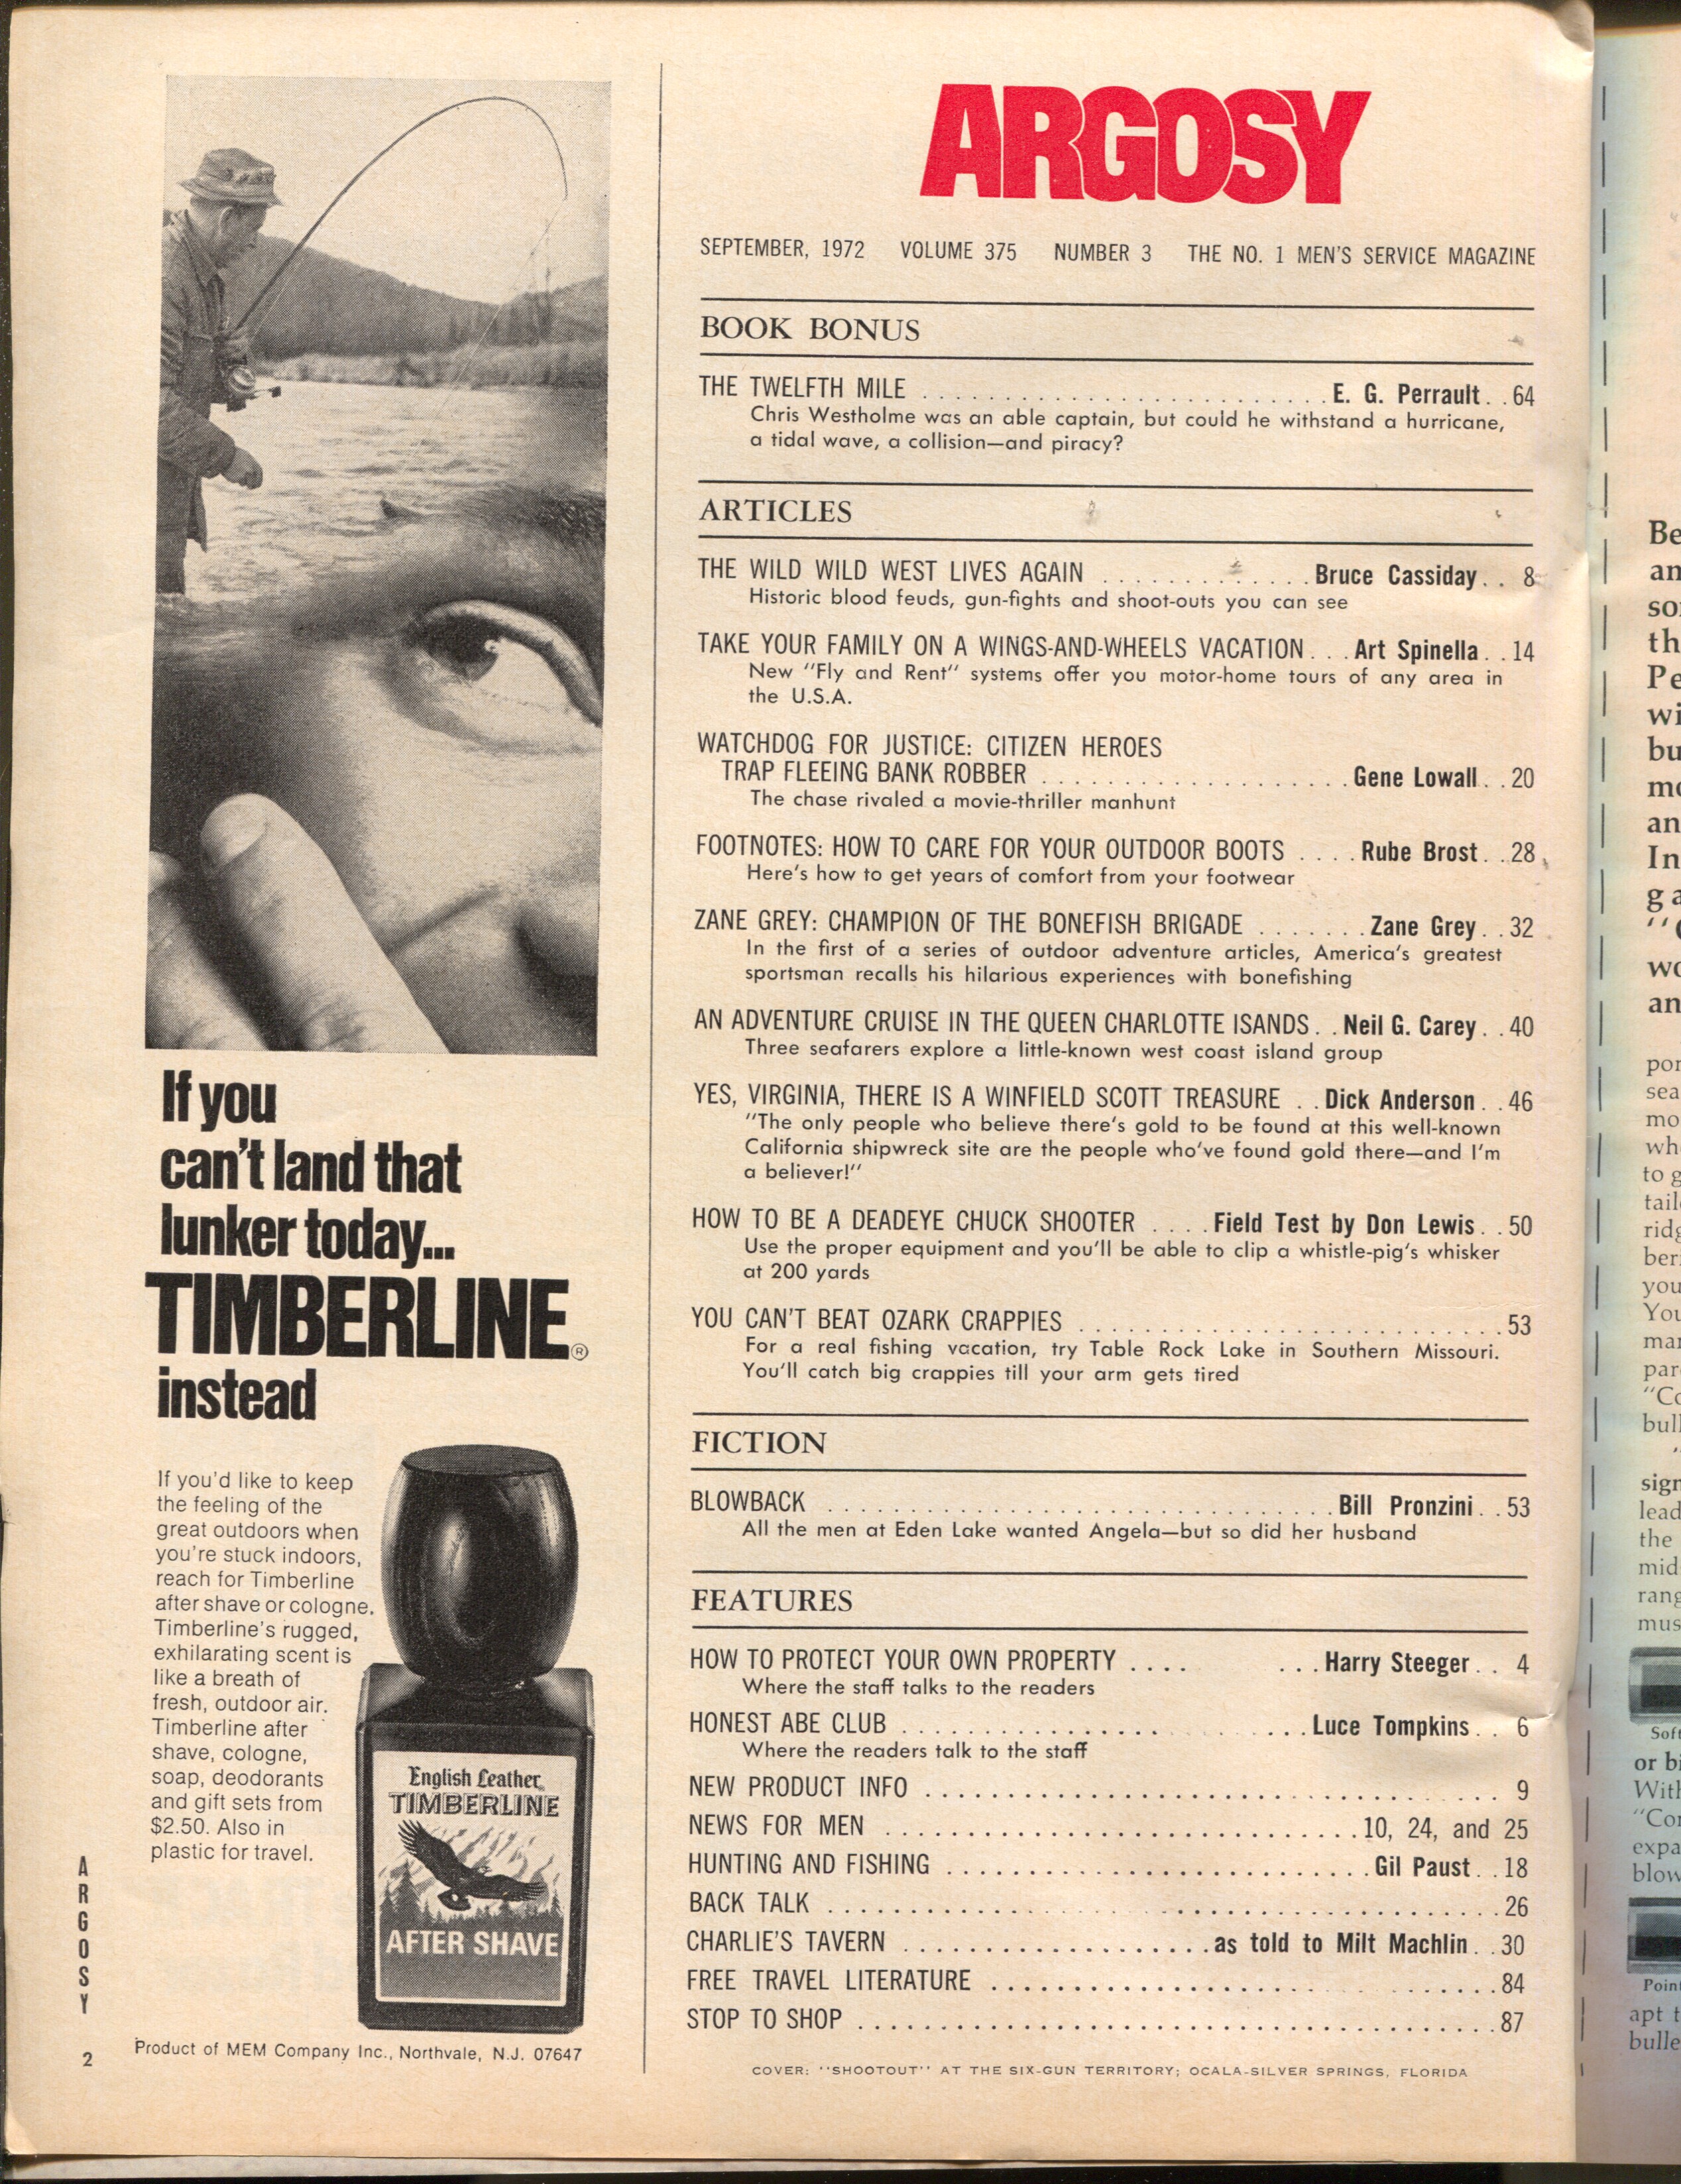 If you
can't land that
lunker today...
TIMBERLINE®
instead
If you'd like to keep
the feeling of the
great outdoors when
you're stuck indoors,
reach for Timberline
after shave or cologne.
Timberline's rugged,
exhilarating scent is
like a breath of
fresh, outdoor air.
Timberline after
shave, cologne,
soap, deodorants
and gift sets from
$2.50. Also in
plastic for travel.
English Leather®
TIMBERLINE
AFTER SHAVE
Product of MEM Company Inc., Northvale, N.J. 07647
ARGOSY
2
ARGOSY
SEPTEMBER, 1972 VOLUME 375 NUMBER 3 THE NO. 1 MEN'S SERVICE MAGAZINE
BOOK BONUS
THE TWELFTH MILE . . . . . . . . . . . . . . . . . . . . . . . . . . E. G. Perrault. . 64
Chris Westholme was an able captain, but could he withstand a hurricane,
a tidal wave, a collision—and piracy?
ARTICLES
THE WILD WILD WEST LIVES AGAIN . . . . . . . . . . . . . Bruce Cassiday. . 8
Historic blood feuds, gun-fights and shoot-outs you can see
TAKE YOUR FAMILY ON A WINGS-AND-WHEELS VACATION. . . Art Spinella. . 14
New "Fly and Rent" systems offer you motor-home tours of any area in
the U.S.A.
WATCHDOG FOR JUSTICE: CITIZEN HEROES
TRAP FLEEING BANK ROBBER . . . . . . . . . . . . . . . . . . . . Gene Lowall. . 20
The chase rivaled a movie-thriller manhunt
FOOTNOTES: HOW TO CARE FOR YOUR OUTDOOR BOOTS . . . . Rube Brost. . 28
Here's how to get years of comfort from your footwear
ZANE GREY: CHAMPION OF THE BONEFISH BRIGADE . . . . . . . Zane Grey. . 32
In the first of a series of outdoor adventure articles, America's greatest
sportsman recalls his hilarious experiences with bonefishing
AN ADVENTURE CRUISE IN THE QUEEN CHARLOTTE ISANDS. . Neil G. Carey. . 40
Three seafarers explore a little-known west coast island group
YES, VIRGINIA, THERE IS A WINFIELD SCOTT TREASURE . . Dick Anderson. . 46
"The only people who believe there's gold to be found at this well-known
California shipwreck site are the people who've found gold there—and I'm
a believer!"
HOW TO BE A DEADEYE CHUCK SHOOTER . . . . Field Test by Don Lewis. . 50
Use the proper equipment and you'll be able to clip a whistle-pig's whisker
at 200 yards
YOU CAN'T BEAT OZARK CRAPPIES . . . . . . . . . . . . . . . . . . . . . . . . . . . 53
For a real fishing vacation, try Table Rock Lake in Southern Missouri.
You'll catch big crappies till your arm gets tired
FICTION
BLOWBACK . . . . . . . . . . . . . . . . . . . . . . . . . . . . . . . . Bill Pronzini. . 53
All the men at Eden Lake wanted Angela—but so did her husband
FEATURES
HOW TO PROTECT YOUR OWN PROPERTY . . . . . . . Harry Steeger. . 4
Where the staff talks to the readers
HONEST ABE CLUB . . . . . . . . . . . . . . . . . . . . Luce Tompkins. . 6
Where the readers talk to the staff
NEW PRODUCT INFO . . . . . . . . . . . . . . . . . . . . . . . . . . . . . . . . . . . . . 9
NEWS FOR MEN . . . . . . . . . . . . . . . . . . . . . . . . . . . . . . 10, 24, and 25
HUNTING AND FISHING . . . . . . . . . . . . . . . . . . . . . . . . . . . Gil Paust. . 18
BACK TALK . . . . . . . . . . . . . . . . . . . . . . . . . . . . . . . . . . . . . . . . . . 26
CHARLIE'S TAVERN . . . . . . . . . . . . . . . . . . . as told to Milt Machlin. . 30
FREE TRAVEL LITERATURE . . . . . . . . . . . . . . . . . . . . . . . . . . . . . . . . 84
STOP TO SHOP . . . . . . . . . . . . . . . . . . . . . . . . . . . . . . . . . . . . . . . . 87
COVER: "SHOOTOUT" AT THE SIX-GUN TERRITORY; OCALA-SILVER SPRINGS, FLORIDA